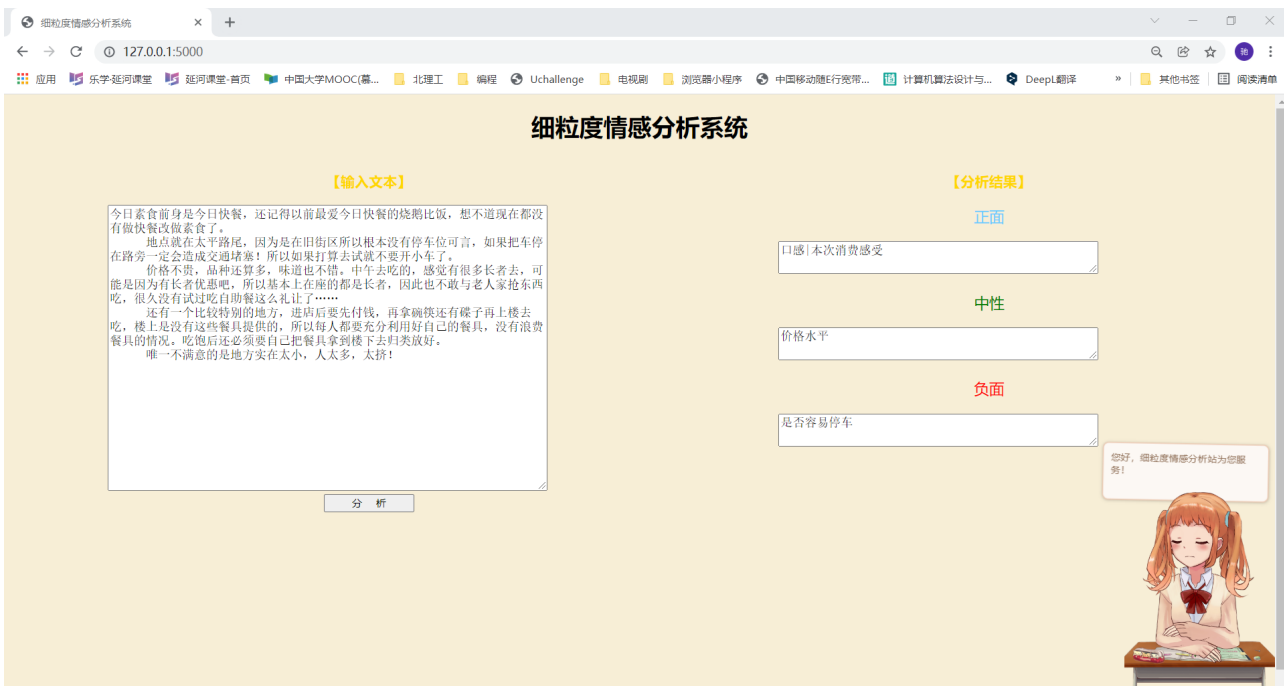 细粒度情感分析系统
127.0.0.1:5000
驰
应用 乐学-延河课堂 延河课堂-首页 中国大学MOOC(慕... 北理工 编程 Uchallenge 电视剧 浏览器小程序 中国移动随E行宽带... 计算机算法设计与... DeepL翻译 » 其他书签 阅读清单
细粒度情感分析系统
【输入文本】
今日素食前身是今日快餐，还记得以前最爱今日快餐的烧鹅比饭，想不道现在都没
有做快餐改做素食了。
地点就在太平路尾，因为是在旧街区所以根本没有停车位可言，如果把车停
在路旁一定会造成交通堵塞！所以如果打算去试就不要开小车了。
价格不贵，品种还算多，味道也不错。中午去吃的，感觉有很多长者去，可
能是因为有长者优惠吧，所以基本上在座的都是长者，因此也不敢与老人家抢东西
吃，很久没有试过吃自助餐这么礼让了……
还有一个比较特别的地方，进店后要先付钱，再拿碗筷还有碟子再上楼去
吃，楼上是没有这些餐具提供的，所以每人都要充分利用好自己的餐具，没有浪费
餐具的情况。吃饱后还必须要自己把餐具拿到楼下去归类放好。
唯一不满意的是地方实在太小，人太多，太挤！
分 析
【分析结果】
正面
口感|本次消费感受
中性
价格水平
负面
是否容易停车
您好，细粒度情感分析站为您服
务！